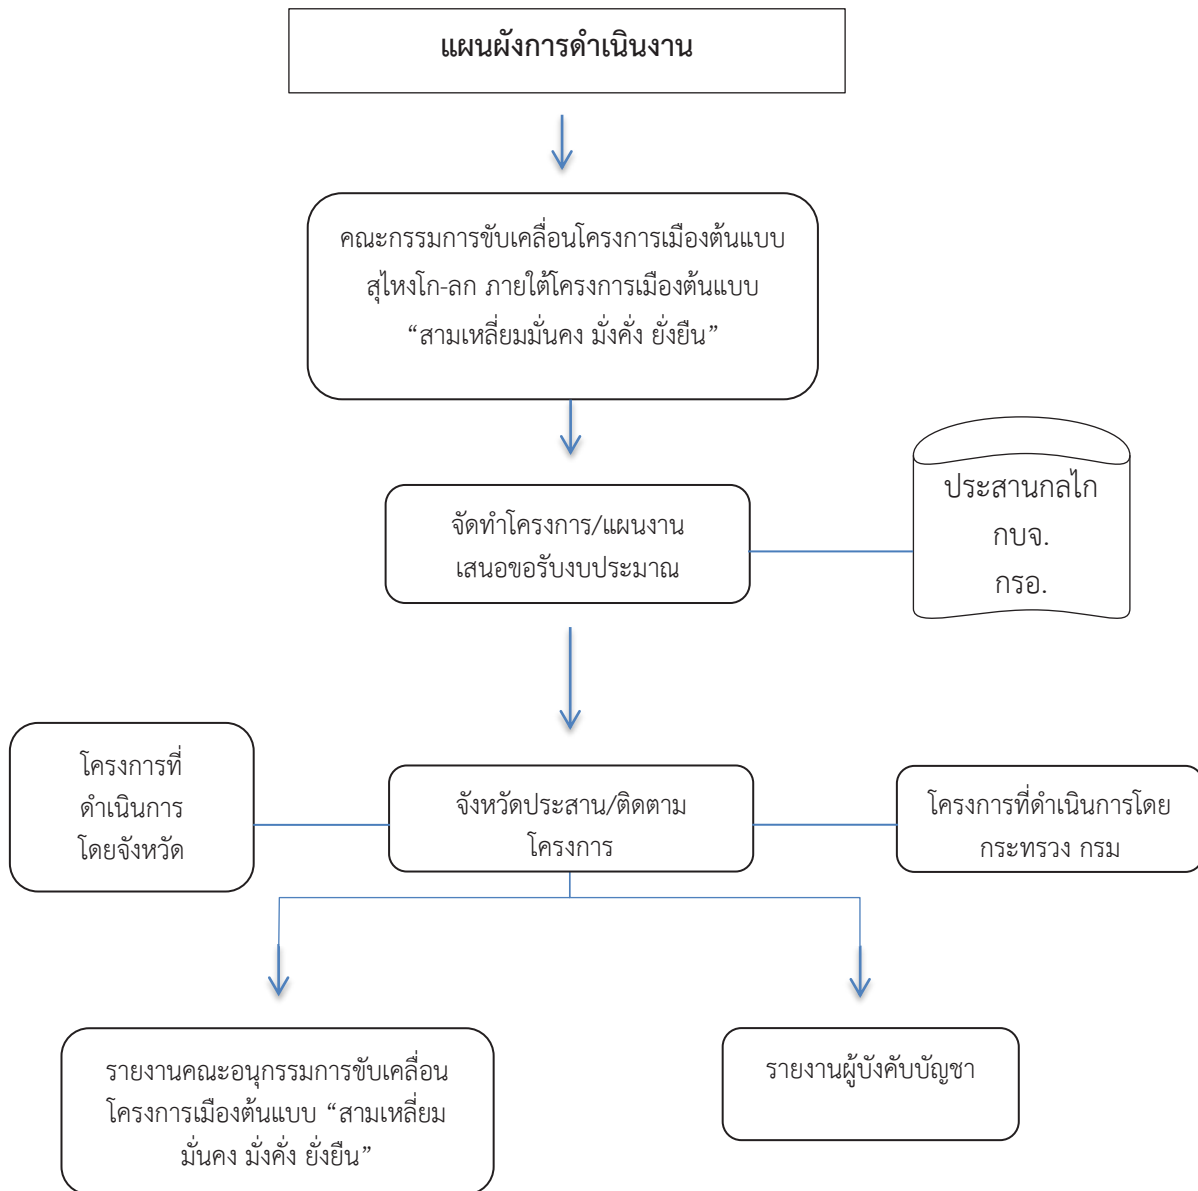 แผนผังการดำเนินงาน
คณะกรรมการขับเคลื่อนโครงการเมืองต้นแบบ
สุไหงโก-ลก ภายใต้โครงการเมืองต้นแบบ
“สามเหลี่ยมมั่นคง มั่งคั่ง ยั่งยืน”
จัดทำโครงการ/แผนงาน
เสนอขอรับงบประมาณ
ประสานกลไก
กบจ.
กรอ.
โครงการที่
ดำเนินการ
โดยจังหวัด
จังหวัดประสาน/ติดตาม
โครงการ
โครงการที่ดำเนินการโดย
กระทรวง กรม
รายงานคณะอนุกรรมการขับเคลื่อน
โครงการเมืองต้นแบบ “สามเหลี่ยม
มั่นคง มั่งคั่ง ยั่งยืน”
รายงานผู้บังคับบัญชา